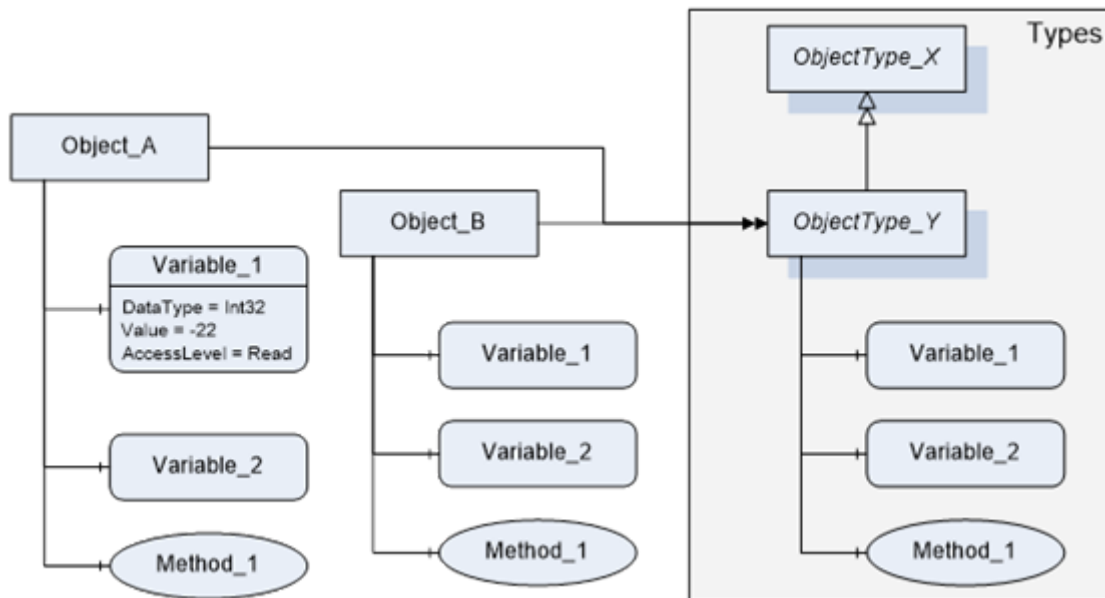 Types
ObjectType_X
Object_A
Object_B
ObjectType_Y
Variable_1
DataType = Int32
Value = -22
AccessLevel = Read
Variable_2
Method_1
Variable_1
Variable_2
Method_1
Variable_1
Variable_2
Method_1